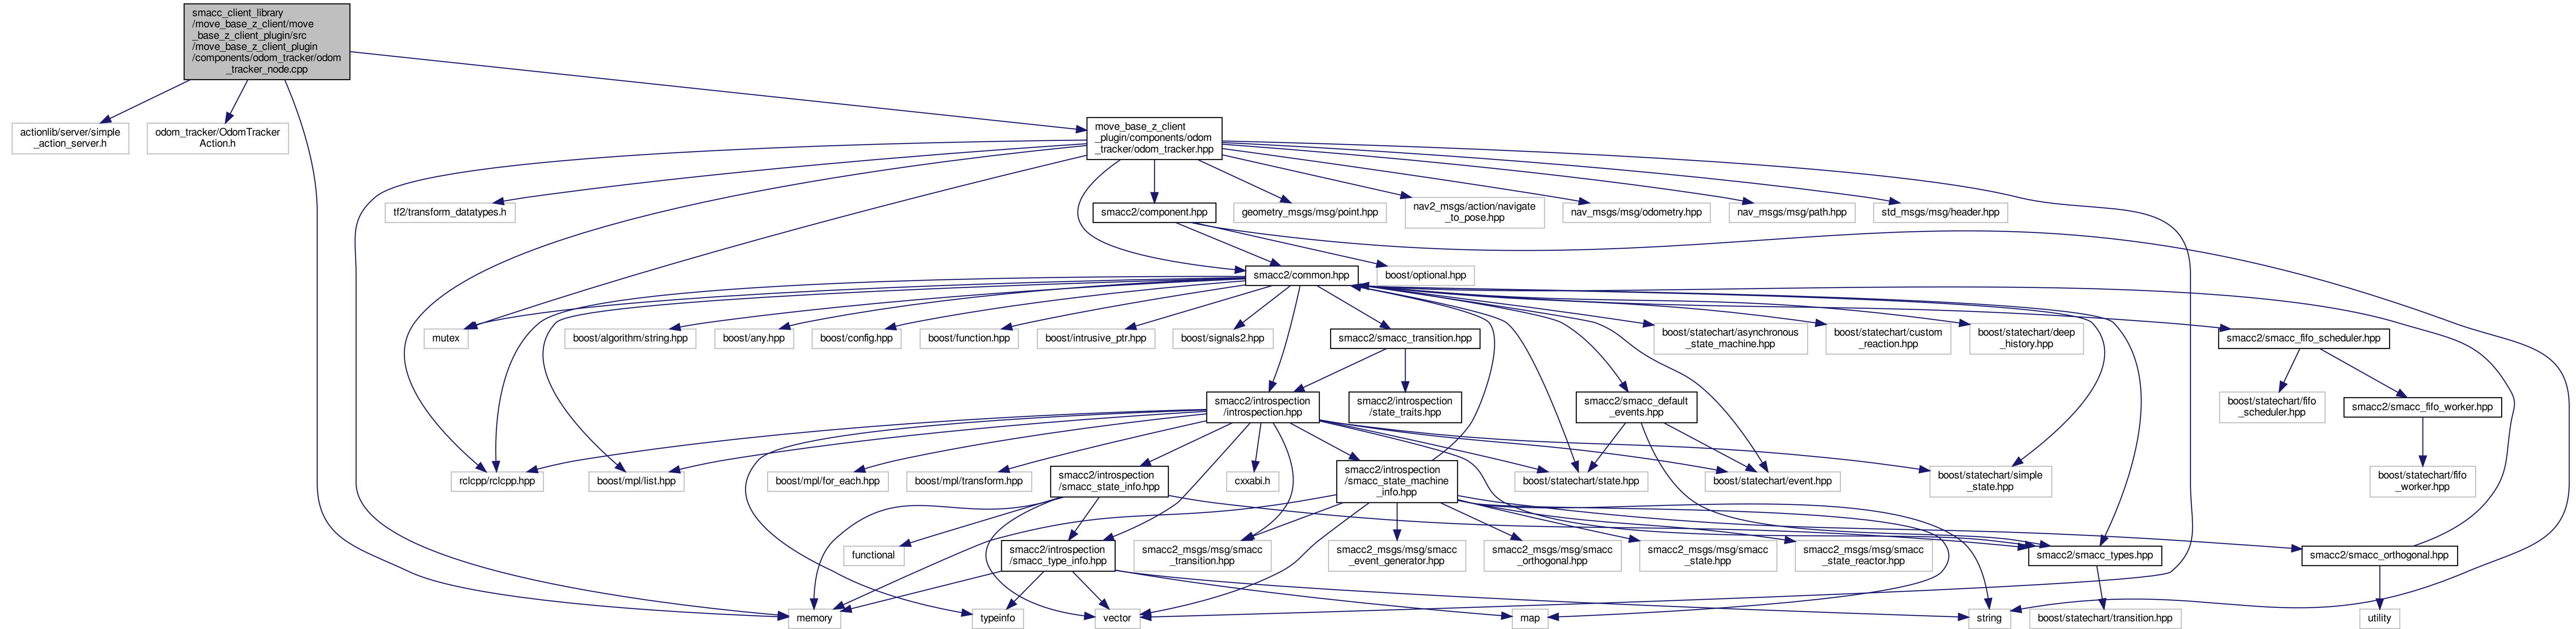 smacc_client_library
/move_base_z_client/move
_base_z_client_plugin/src
/move_base_z_client_plugin
/components/odom_tracker/odom
_tracker_node.cpp
actionlib/server/simple
_action_server.h
odom_tracker/OdomTracker
Action.h
move_base_z_client
_plugin/components/odom
_tracker/odom_tracker.hpp
tf2/transform_datatypes.h
smacc2/component.hpp
geometry_msgs/msg/point.hpp
nav2_msgs/action/navigate
_to_pose.hpp
nav_msgs/msg/odometry.hpp
nav_msgs/msg/path.hpp
std_msgs/msg/header.hpp
smacc2/common.hpp
boost/optional.hpp
mutex
boost/algorithm/string.hpp
boost/any.hpp
boost/config.hpp
boost/function.hpp
boost/intrusive_ptr.hpp
boost/signals2.hpp
smacc2/smacc_transition.hpp
boost/statechart/asynchronous
_state_machine.hpp
boost/statechart/custom
_reaction.hpp
boost/statechart/deep
_history.hpp
smacc2/smacc_fifo_scheduler.hpp
smacc2/introspection
/introspection.hpp
smacc2/introspection
/state_traits.hpp
smacc2/smacc_default
_events.hpp
boost/statechart/fifo
_scheduler.hpp
smacc2/smacc_fifo_worker.hpp
rclcpp/rclcpp.hpp
boost/mpl/list.hpp
boost/mpl/for_each.hpp
boost/mpl/transform.hpp
smacc2/introspection
/smacc_state_info.hpp
cxxabi.h
smacc2/introspection
/smacc_state_machine
_info.hpp
boost/statechart/state.hpp
boost/statechart/event.hpp
boost/statechart/simple
_state.hpp
boost/statechart/fifo
_worker.hpp
functional
smacc2/introspection
/smacc_type_info.hpp
smacc2_msgs/msg/smacc
_transition.hpp
smacc2_msgs/msg/smacc
_event_generator.hpp
smacc2_msgs/msg/smacc
_orthogonal.hpp
smacc2_msgs/msg/smacc
_state.hpp
smacc2_msgs/msg/smacc
_state_reactor.hpp
smacc2/smacc_types.hpp
smacc2/smacc_orthogonal.hpp
memory
typeinfo
vector
map
string
boost/statechart/transition.hpp
utility